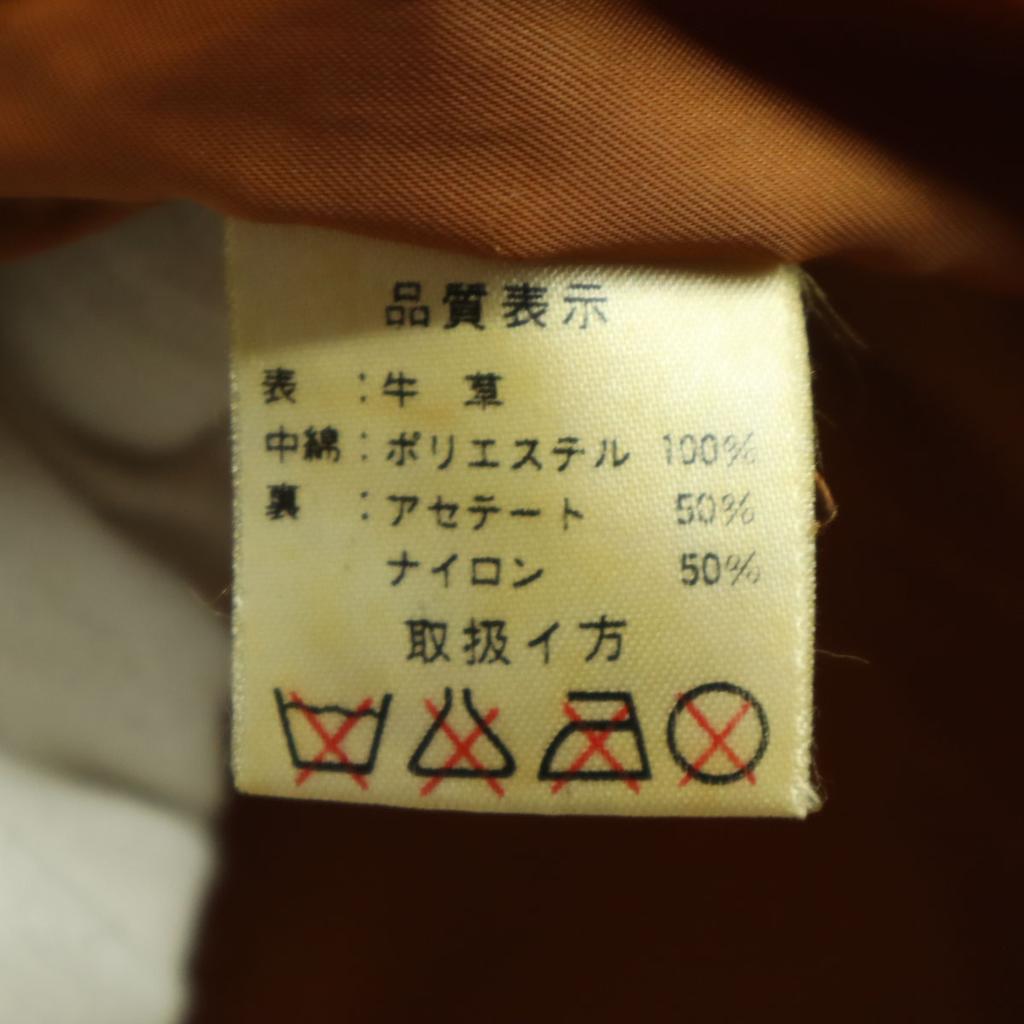 品質表示
表 : 牛 草
中綿 : ポリエステル 100%
裏 : アセテート 50%
ナイロン 50%
取扱イ方